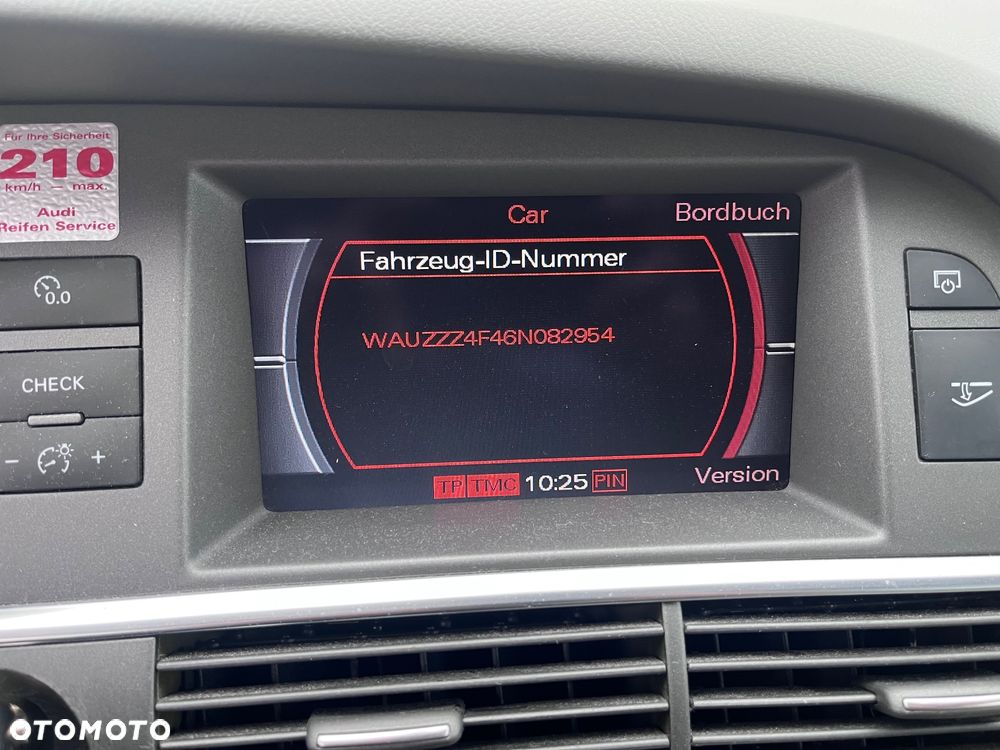 Für Ihre Sicherheit
210
km/h – max.
Audi
Reifen Service
0.0
CHECK
– +
Car
Bordbuch
Fahrzeug-ID-Nummer
WAUZZZ4F46N082954
TP TMC 10:25 PIN
Version
OTOMOTO